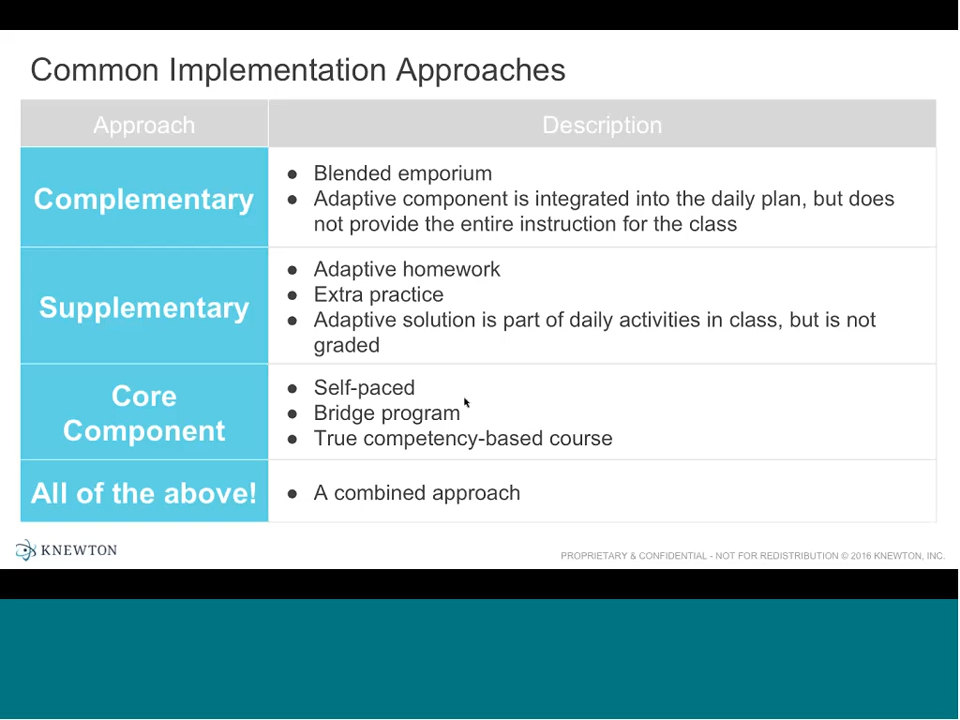 Common Implementation Approaches
Approach
Description
Complementary
● Blended emporium
● Adaptive component is integrated into the daily plan, but does
not provide the entire instruction for the class
Supplementary
● Adaptive homework
● Extra practice
● Adaptive solution is part of daily activities in class, but is not
graded
Core
Component
● Self-paced
● Bridge program
● True competency-based course
All of the above!
● A combined approach
KNEWTON
PROPRIETARY & CONFIDENTIAL - NOT FOR REDISTRIBUTION © 2016 KNEWTON, INC.